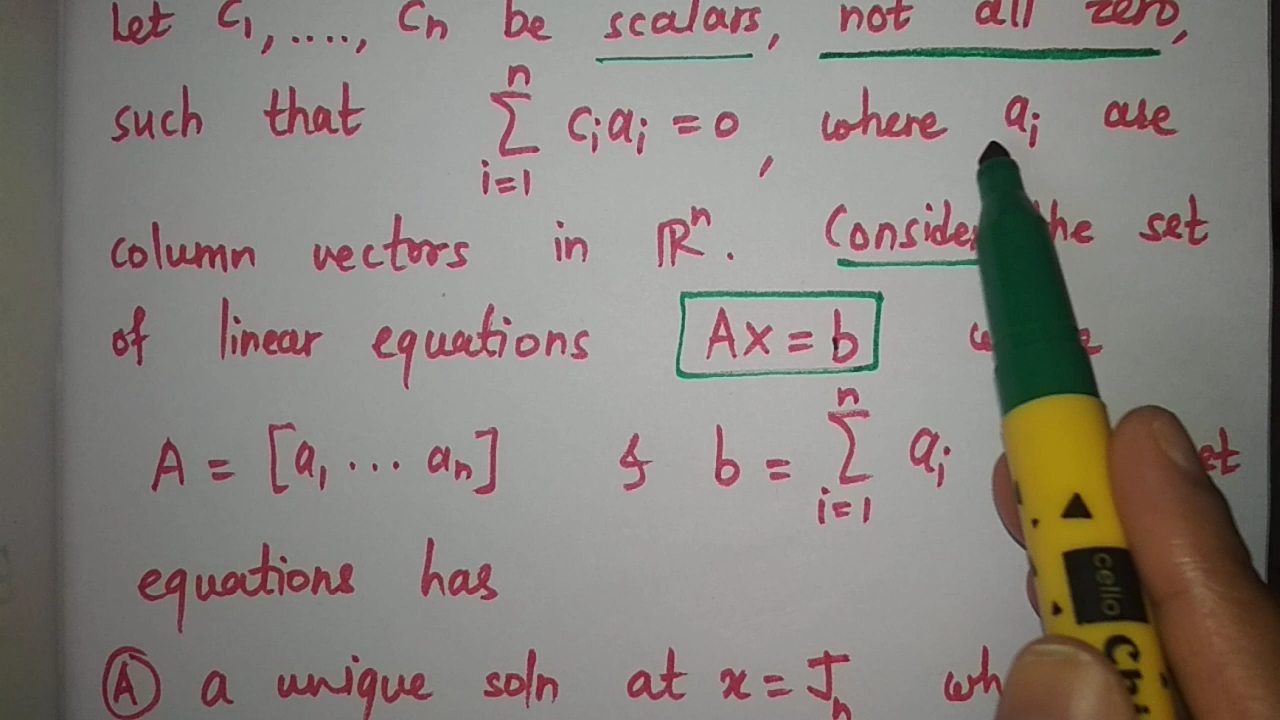 Let C₁, ...., Cₙ be scalars, not all zero,
such that ∑ᵢ₌₁ⁿ cᵢaᵢ = 0, where aᵢ are
column vectors in ℝⁿ. Consider the set
of linear equations Ax = b
A = [a₁ ... aₙ] & b = ∑ᵢ₌₁ⁿ aᵢ
equations has
(A) a unique soln at x = Jₙ
cello